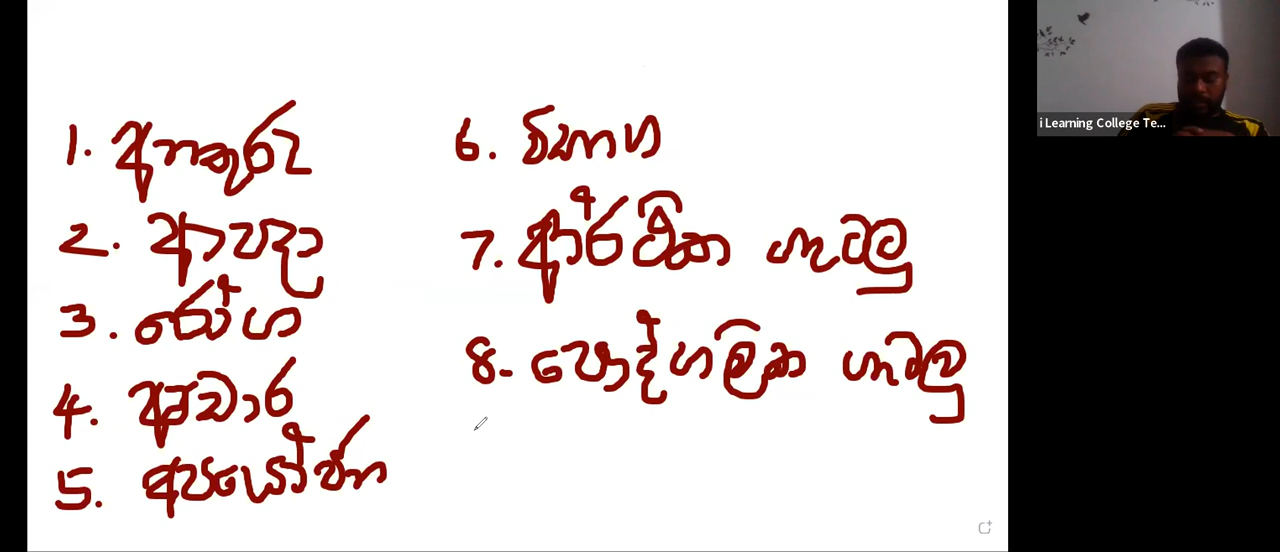 1. අනතුරු
2. ආපදා
3. රෝග
4. අපචාර
5. අපයෝජන
6. විභාග
7. ආර්ථික ගැටලු
8. පෞද්ගලික ගැටලු
i Learning College Te...